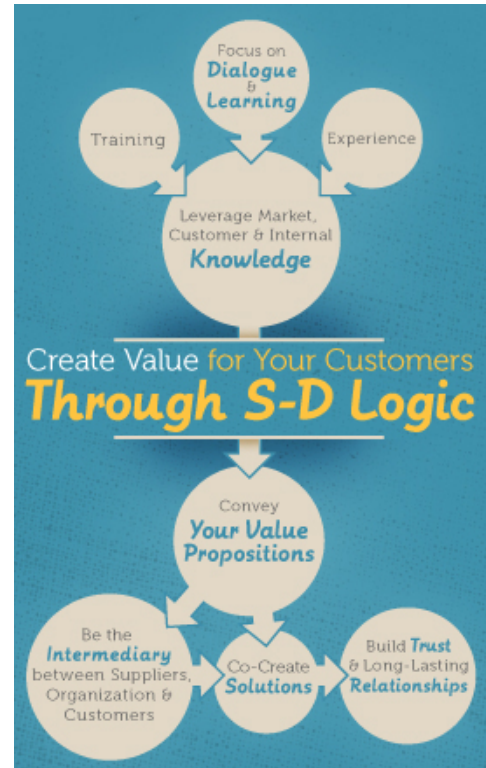 Focus on
Dialogue
&
Learning
Training
Experience
Leverage Market,
Customer & Internal
Knowledge
Create Value for Your Customers
Through S-D Logic
Convey
Your Value
Propositions
Be the
Intermediary
between Suppliers,
Organization &
Customers
Co-Create
Solutions
Build Trust
& Long-Lasting
Relationships